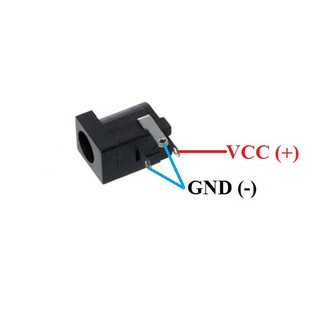 VCC (+)
GND (-)